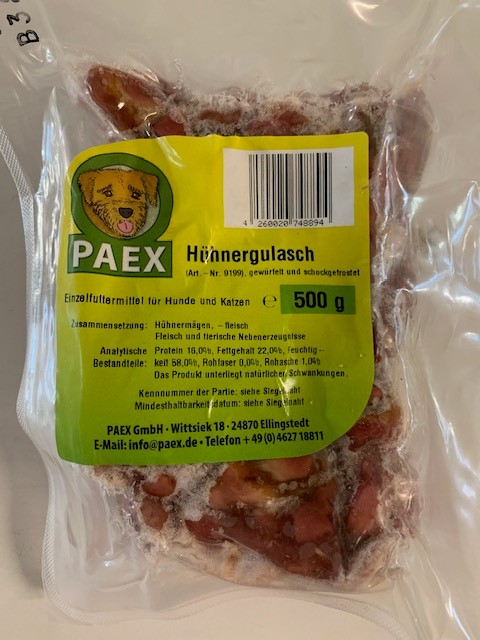 B3
PAEX
4 260020 748894
Hühnergulasch
(Art. - Nr. 9199), gewürfelt und schockgefrostet
Einzelfuttermittel für Hunde und Katzen e 500 g
Zusammensetzung: Hühnermägen, – fleisch
Fleisch und tierische Nebenerzeugnisse
Analytische Protein 16,0%, Fettgehalt 22,0%, Feuchtig –
Bestandteile: keit 58,0%, Rohfaser 0,0%, Rohasche 1,0%
Das Produkt unterliegt natürlichen Schwankungen.
Kennnummer der Partie: siehe Siegelnaht
Mindesthaltbarkeitsdatum: siehe Siegelnaht
PAEX GmbH · Wittsiek 18 · 24870 Ellingstedt
E-Mail: info@paex.de · Telefon +49 (0) 4627 18811